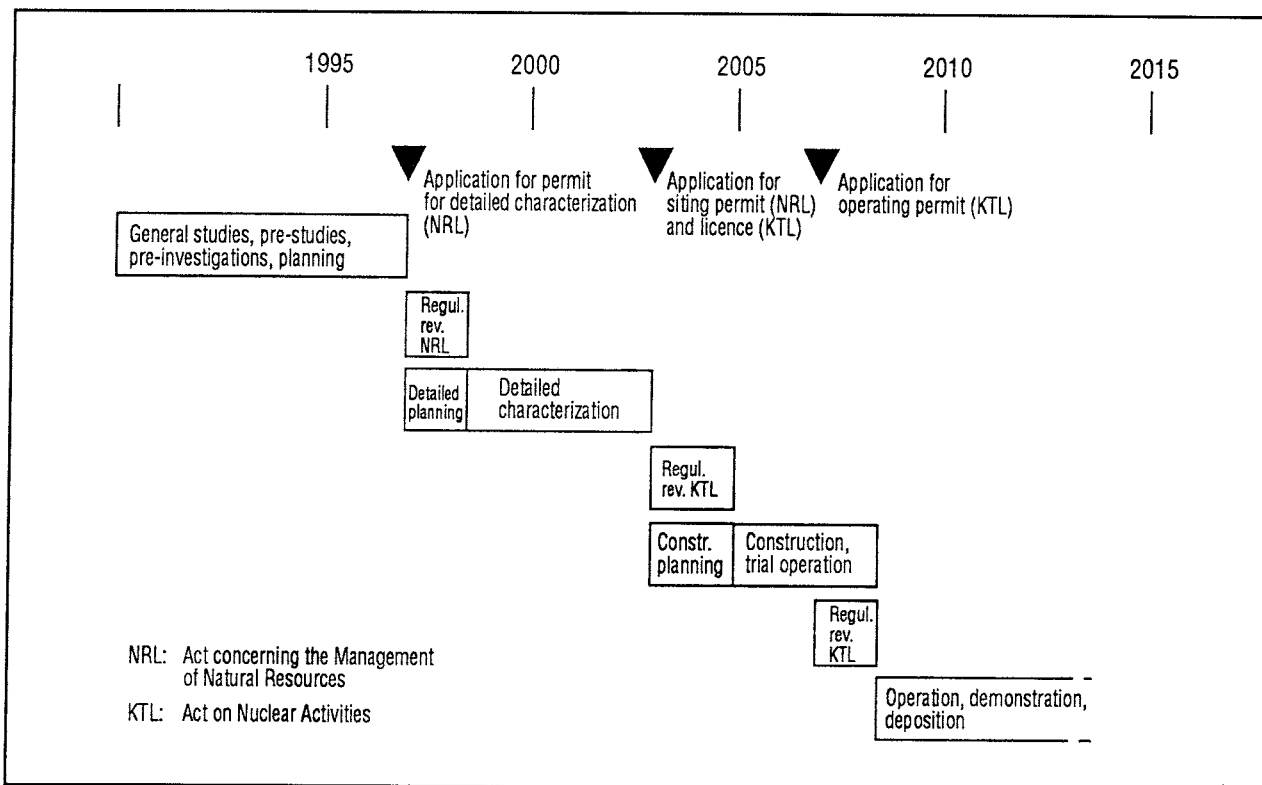 1995 2000 2005 2010 2015
Application for permit
for detailed characterization
(NRL)
Application for
siting permit (NRL)
and licence (KTL)
Application for
operating permit (KTL)
General studies, pre-studies,
pre-investigations, planning
Regul.
rev.
NRL
Detailed
planning
Detailed
characterization
Regul.
rev. KTL
Constr.
planning
Construction,
trial operation
Regul.
rev.
KTL
Operation, demonstration,
deposition
NRL: Act concerning the Management
of Natural Resources
KTL: Act on Nuclear Activities